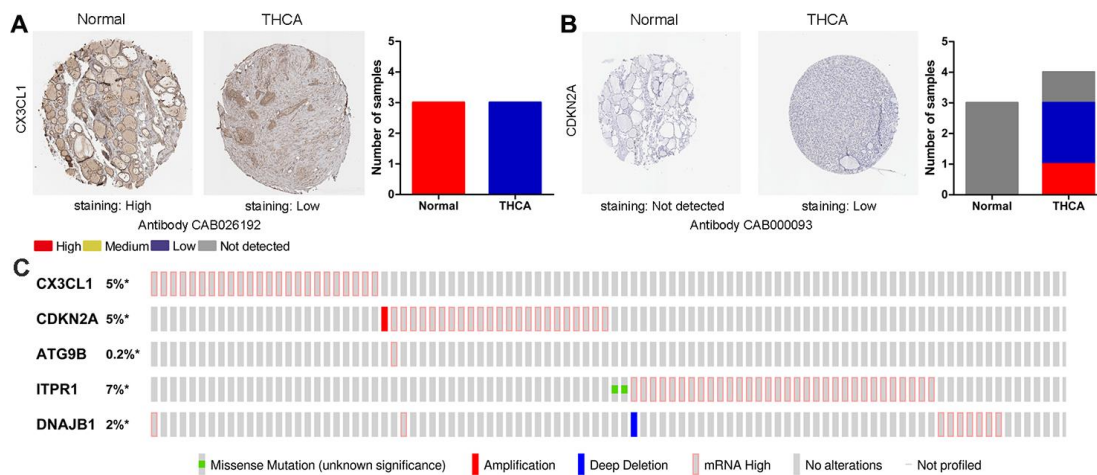 A
Normal
THCA
CX3CL1
staining: High
staining: Low
Antibody CAB026192
Number of samples
5
4
3
2
1
0
Normal
THCA
High
Medium
Low
Not detected
B
Normal
THCA
CDKN2A
staining: Not detected
staining: Low
Antibody CAB000093
Number of samples
5
4
3
2
1
0
Normal
THCA
C
CX3CL1 5%*
CDKN2A 5%*
ATG9B 0.2%*
ITPR1 7%*
DNAJB1 2%*
Missense Mutation (unknown significance)
Amplification
Deep Deletion
mRNA High
No alterations
Not profiled